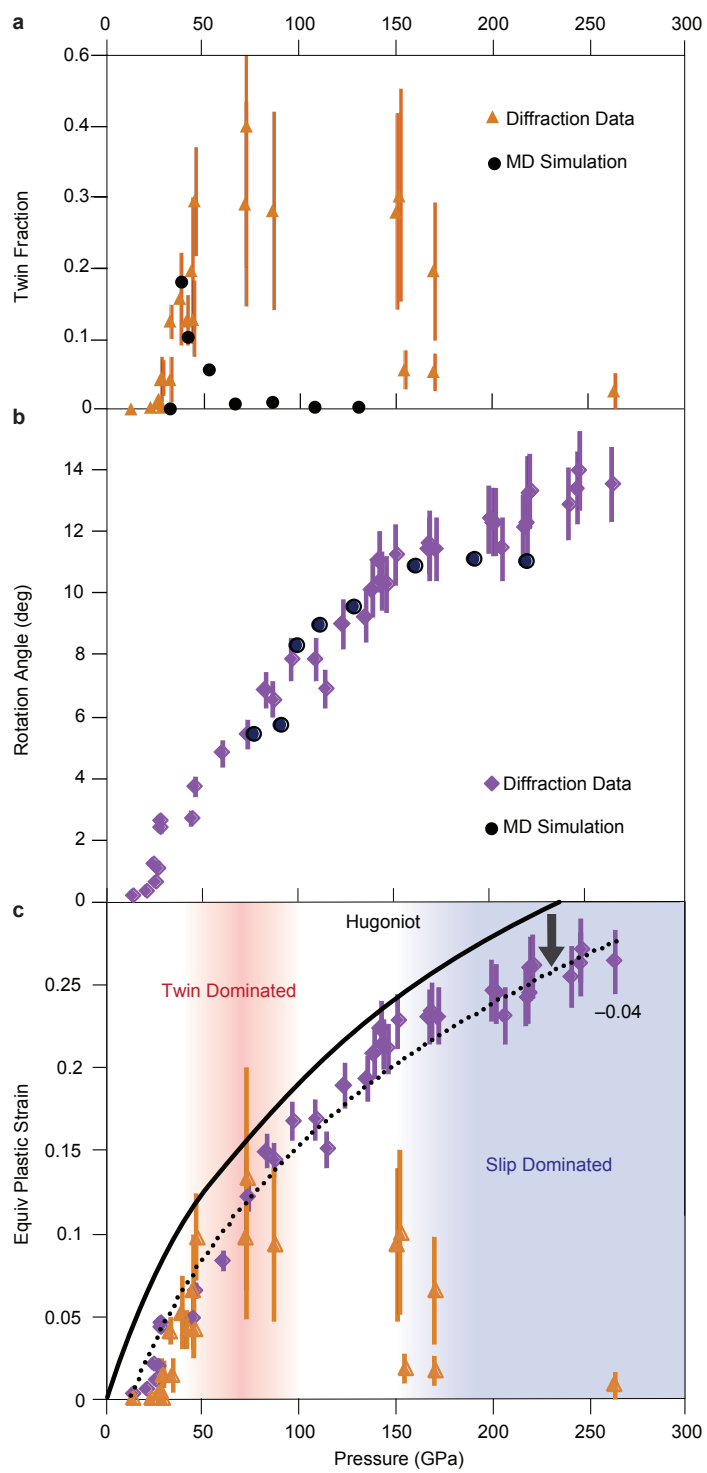 a
0 50 100 150 200 250 300
0.6
0.4
0.3
0.2
0.1
0
Twin Fraction
Diffraction Data
MD Simulation
b
14
12
10
8
6
4
2
0
Rotation Angle (deg)
Diffraction Data
MD Simulation
c
Hugoniot
Twin Dominated
−0.04
Slip Dominated
0.25
0.2
0.15
0.1
0.05
0
Equiv Plastic Strain
0 50 100 150 200 250 300
Pressure (GPa)